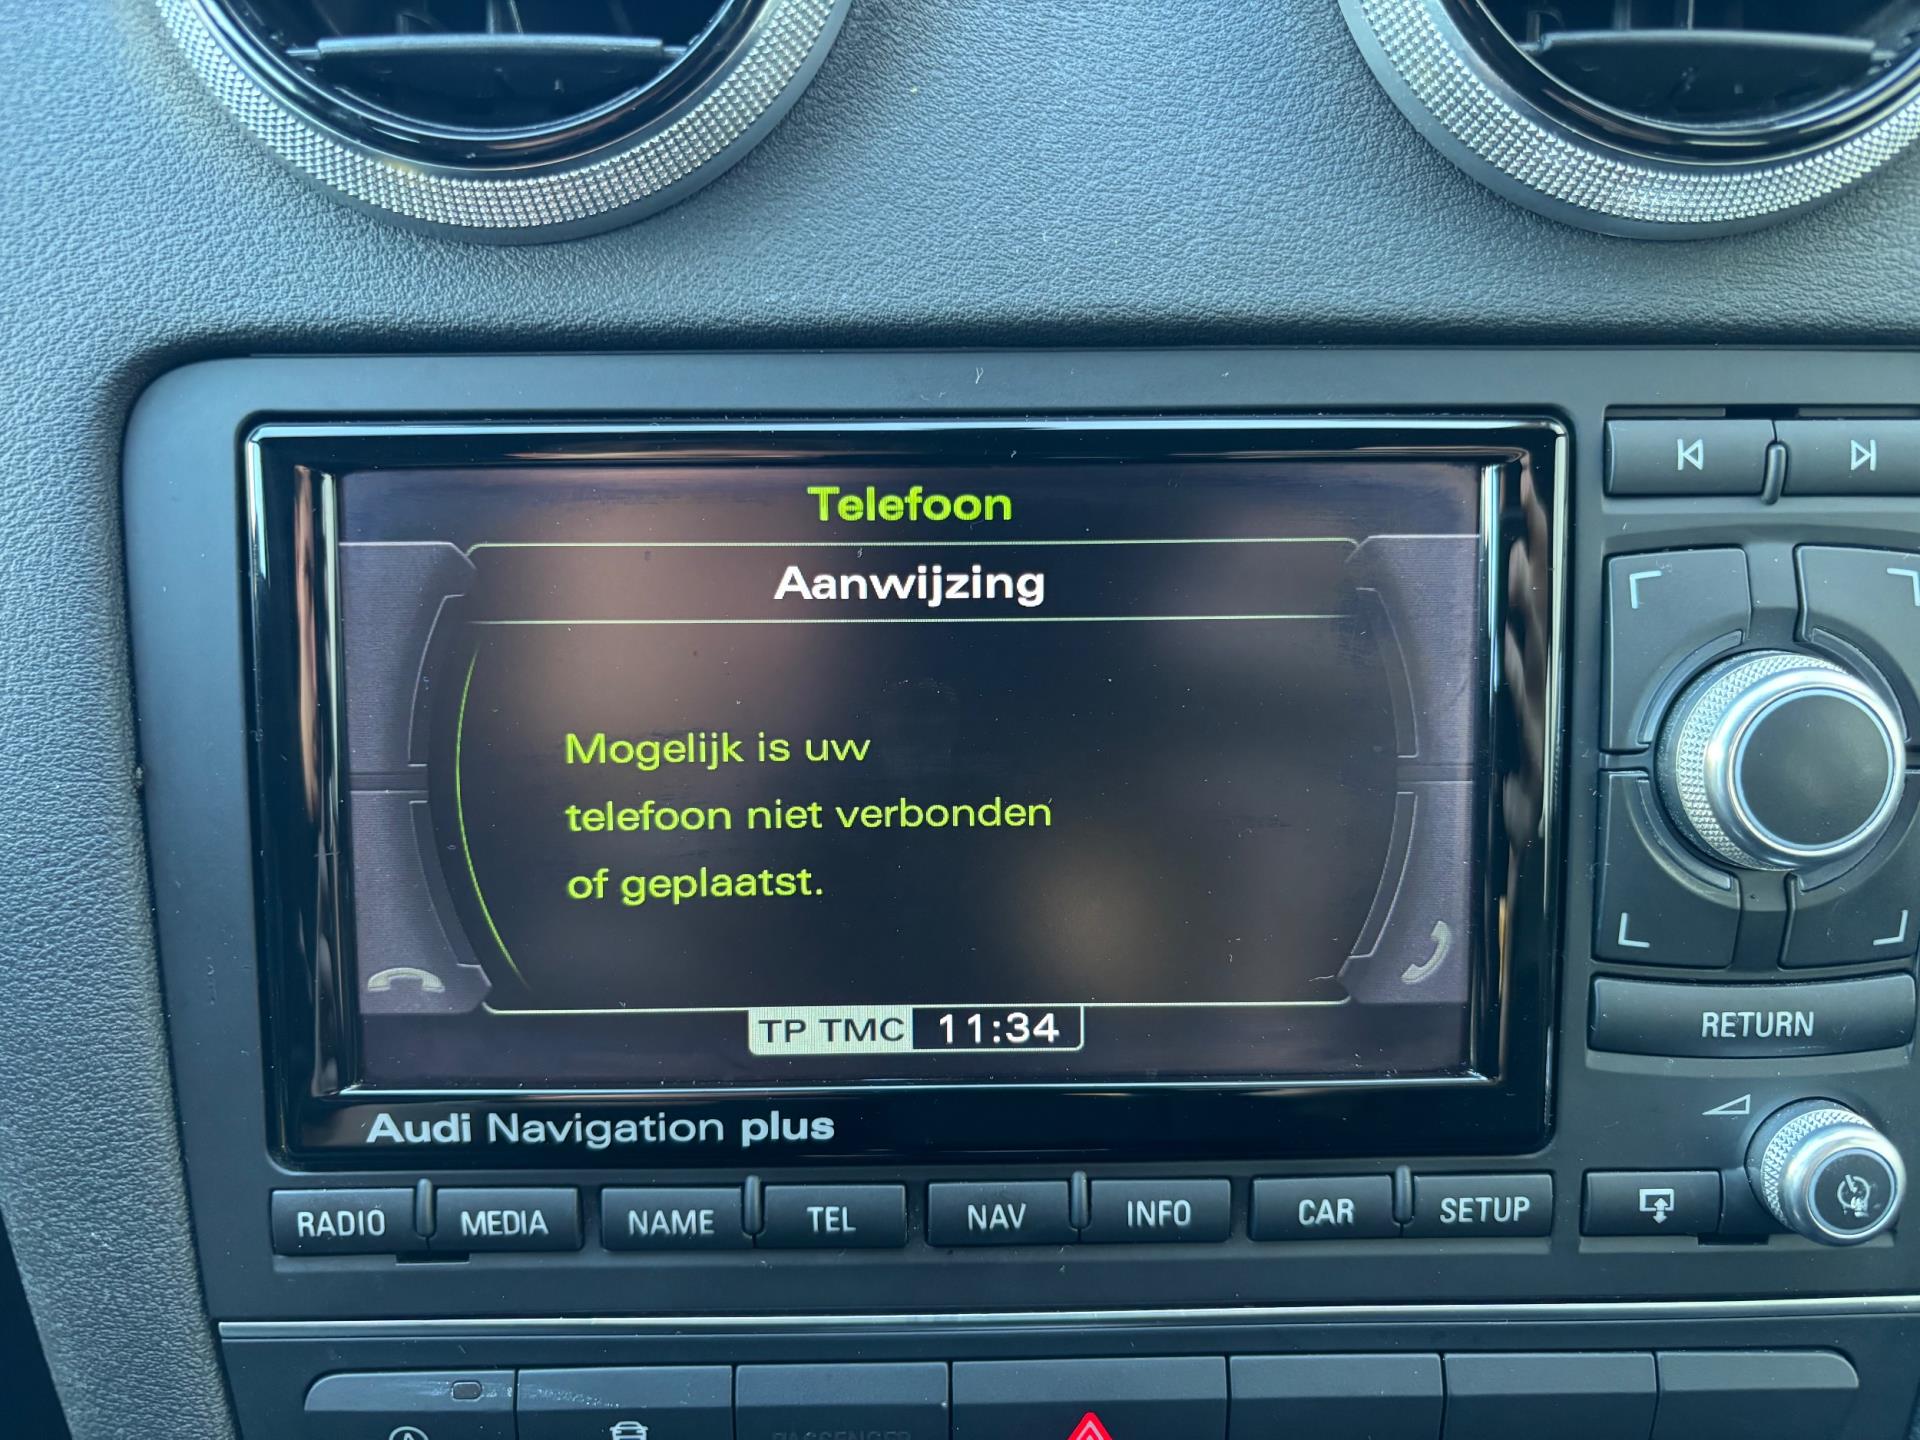 Telefoon
Aanwijzing
Mogelijk is uw
telefoon niet verbonden
of geplaatst.
TP TMC 11:34
RETURN
Audi Navigation plus
RADIO MEDIA NAME TEL NAV INFO CAR SETUP
PASSENGER